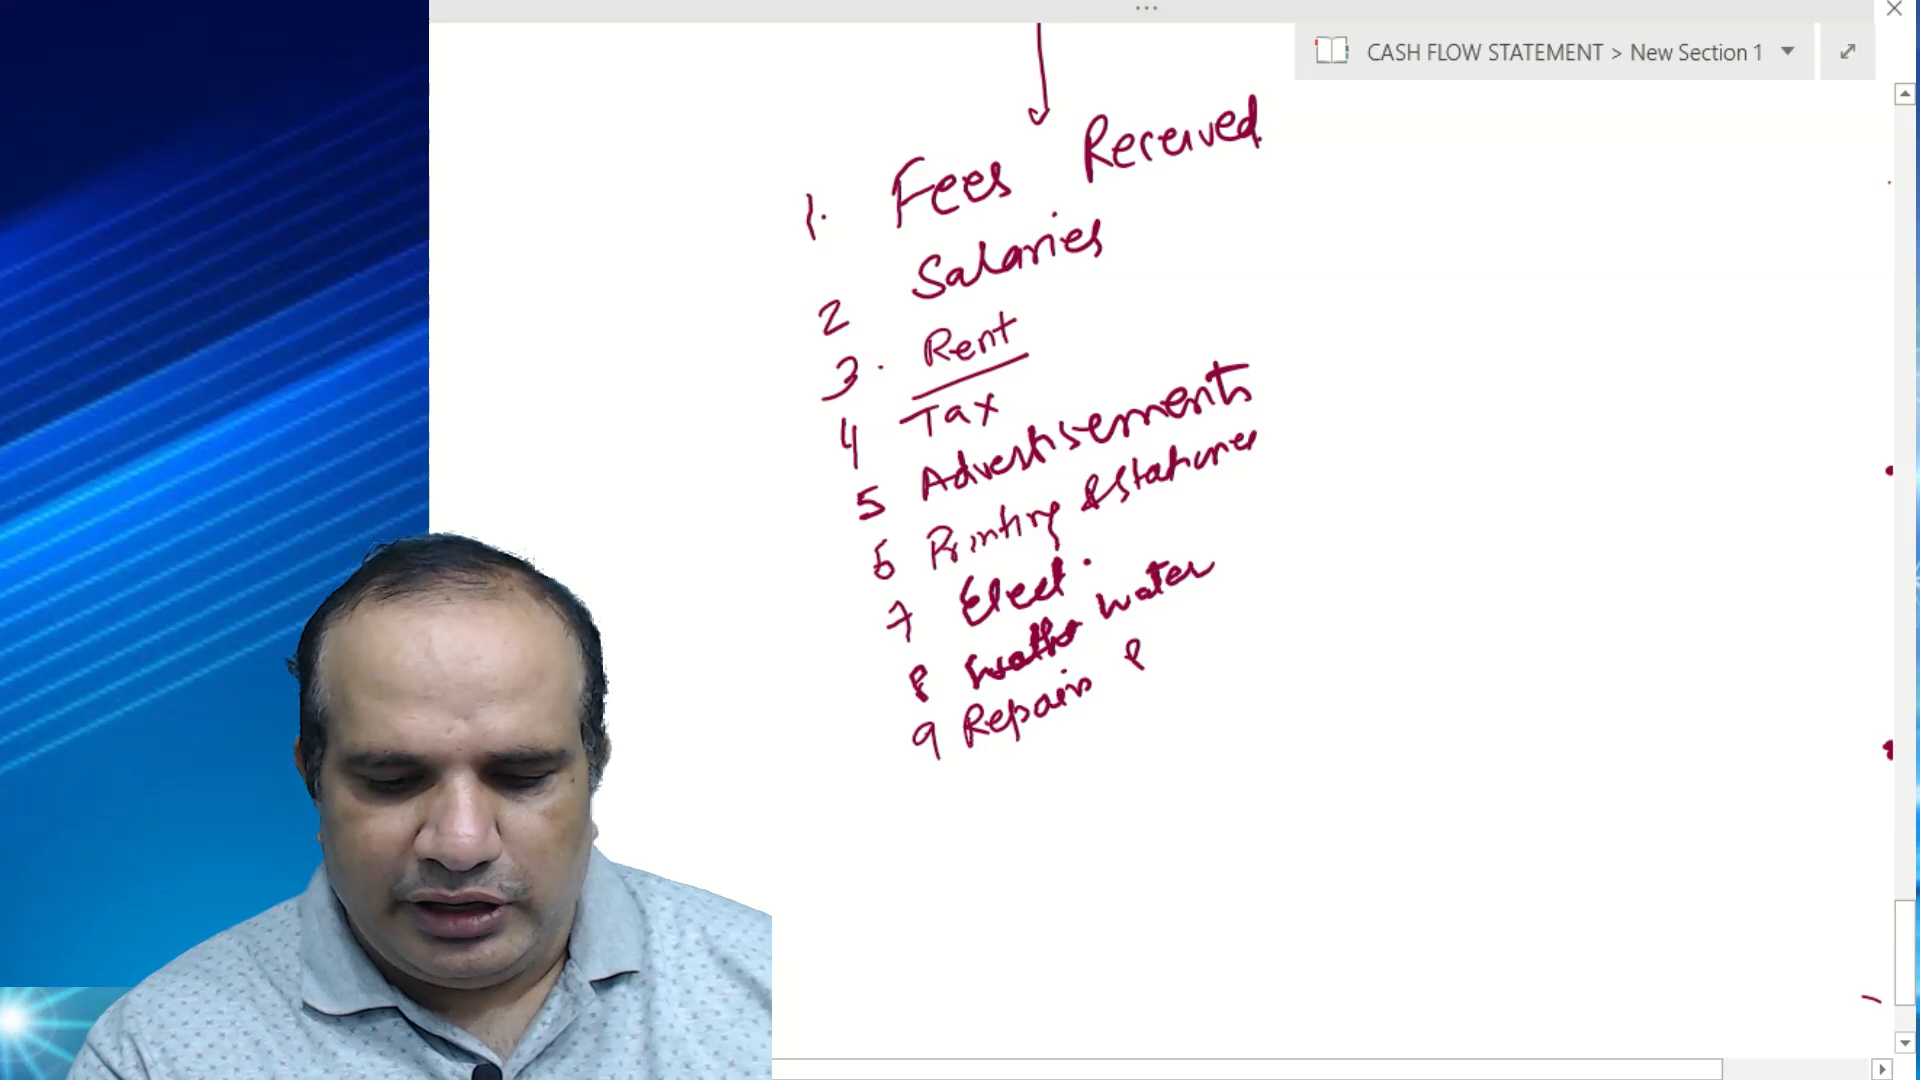 CASH FLOW STATEMENT > New Section 1
1. Fees Received
2 Salaries
3. Rent
4 Tax
5 Advertisements
6 Printing &
7 Elect.
8 water
9 Repairs